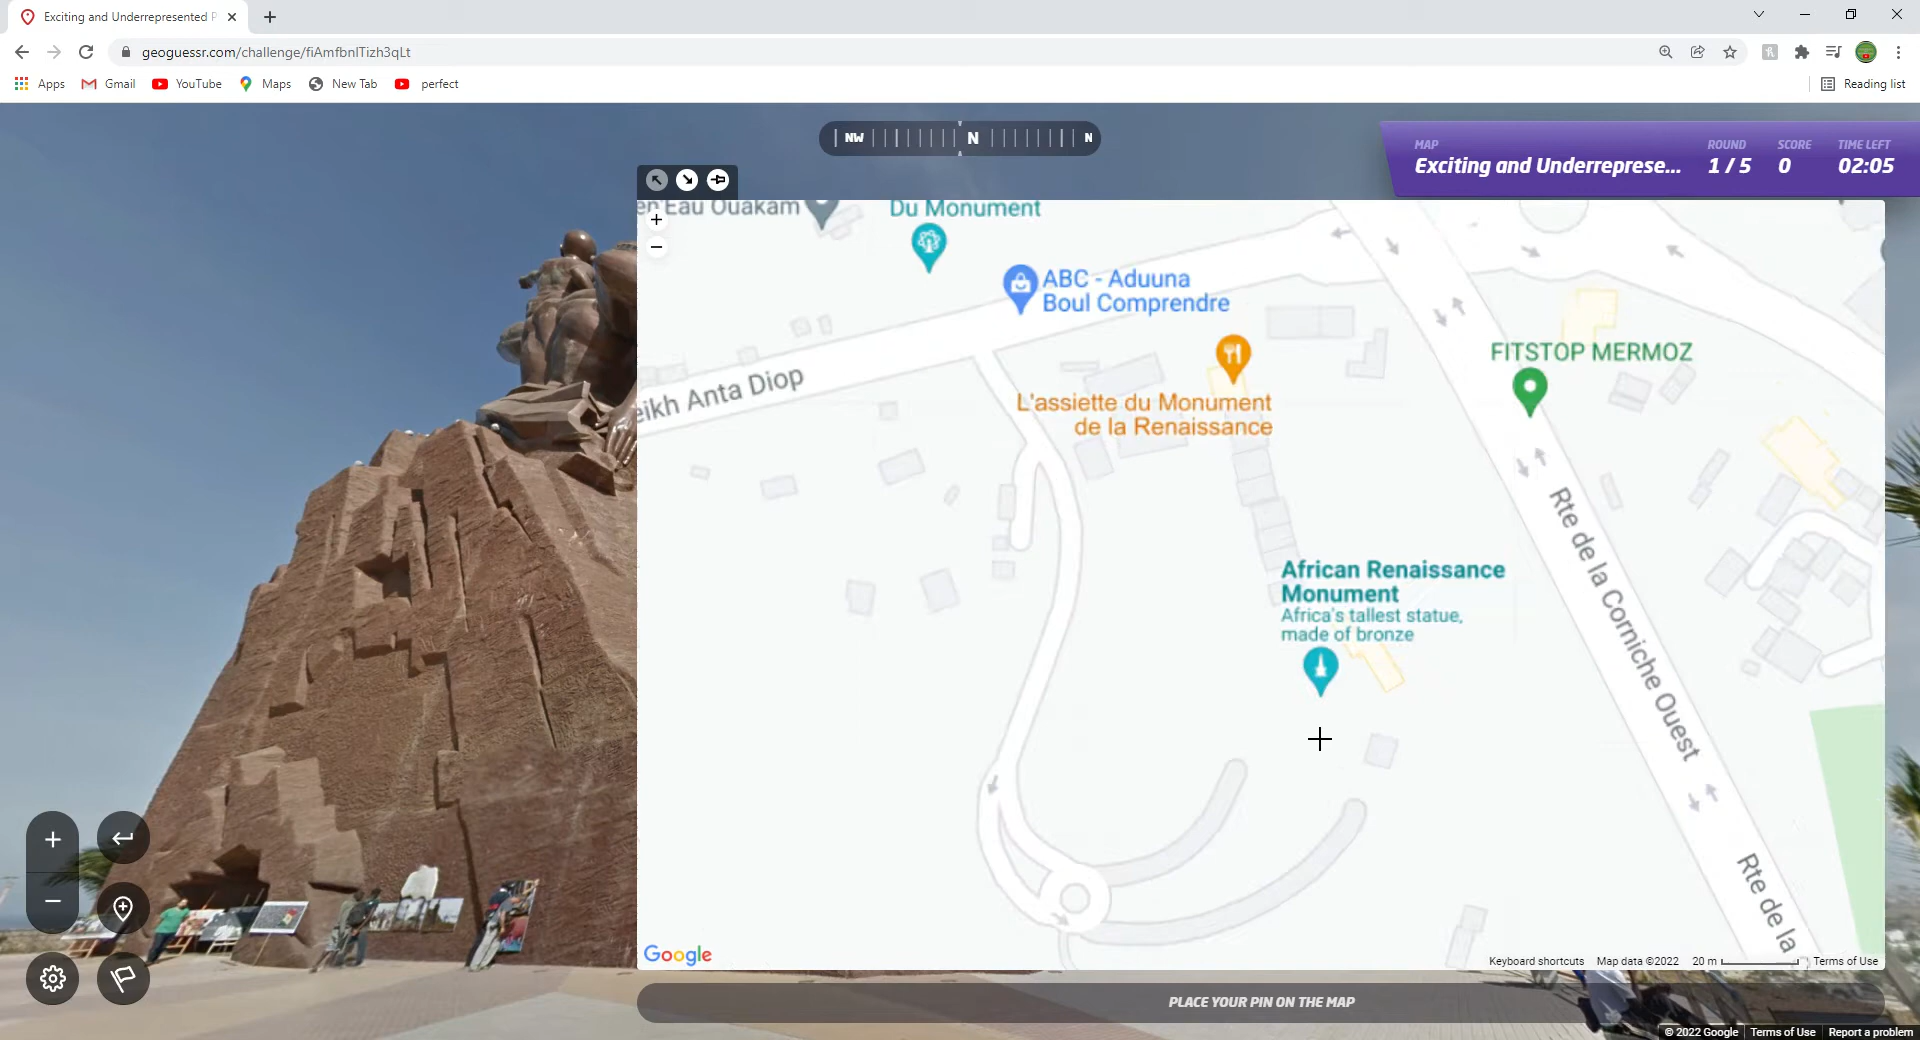 Exciting and Underrepresented P
geoguessr.com/challenge/fiAmfbnlTizh3qLt
Apps
Gmail
YouTube
Maps
New Tab
perfect
Reading list
NW
N
N
MAP
Exciting and Underreprese...
ROUND
1 / 5
SCORE
0
TIME LEFT
02:05
en'Eau Ouakam
Du Monument
ABC - Aduuna
Boul Comprendre
eikh Anta Diop
L'assiette du Monument
de la Renaissance
FITSTOP MERMOZ
African Renaissance
Monument
Africa's tallest statue,
made of bronze
Rte de la Corniche Ouest
Rte de la
Google
Keyboard shortcuts
Map data ©2022
20 m
Terms of Use
PLACE YOUR PIN ON THE MAP
© 2022 Google
Terms of Use
Report a problem